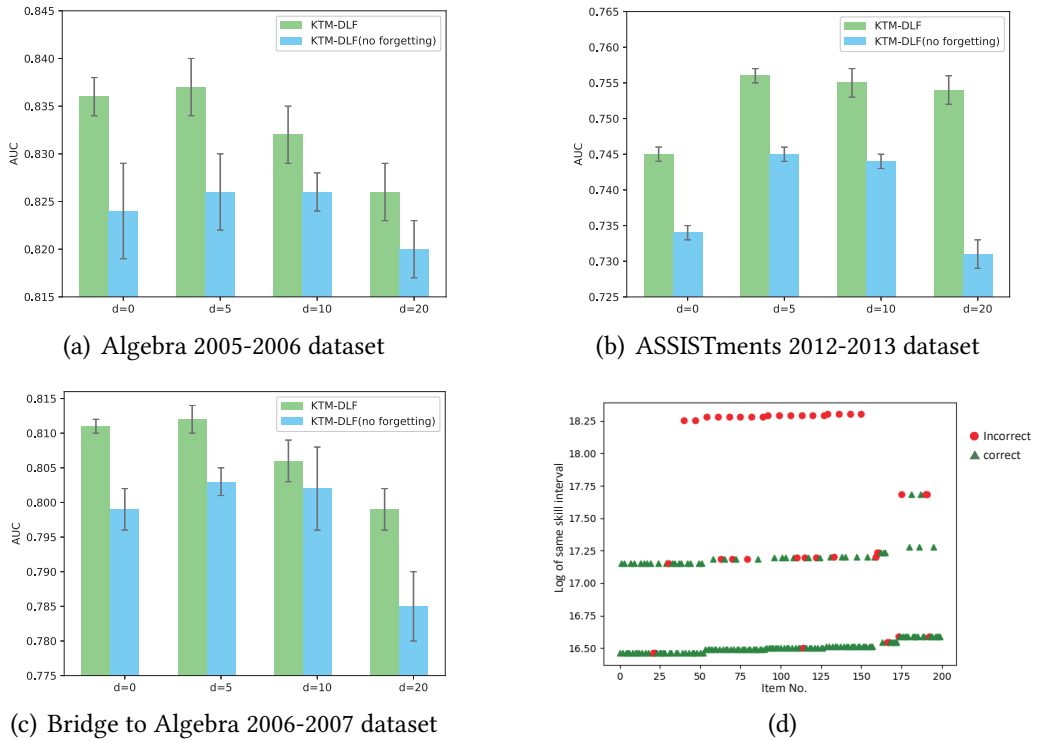 0.845
0.840
0.835
0.830
0.825
0.820
0.815
AUC
KTM-DLF
KTM-DLF(no forgetting)
d=0 d=5 d=10 d=20
(a) Algebra 2005-2006 dataset
0.765
0.760
0.755
0.750
0.745
0.740
0.735
0.730
0.725
AUC
KTM-DLF
KTM-DLF(no forgetting)
d=0 d=5 d=10 d=20
(b) ASSISTments 2012-2013 dataset
0.815
0.810
0.805
0.800
0.795
0.790
0.785
0.780
0.775
AUC
KTM-DLF
KTM-DLF(no forgetting)
d=0 d=5 d=10 d=20
(c) Bridge to Algebra 2006-2007 dataset
18.25
18.00
17.75
17.50
17.25
17.00
16.75
16.50
Log of same skill interval
Incorrect
correct
0 25 50 75 100 125 150 175 200
Item No.
(d)